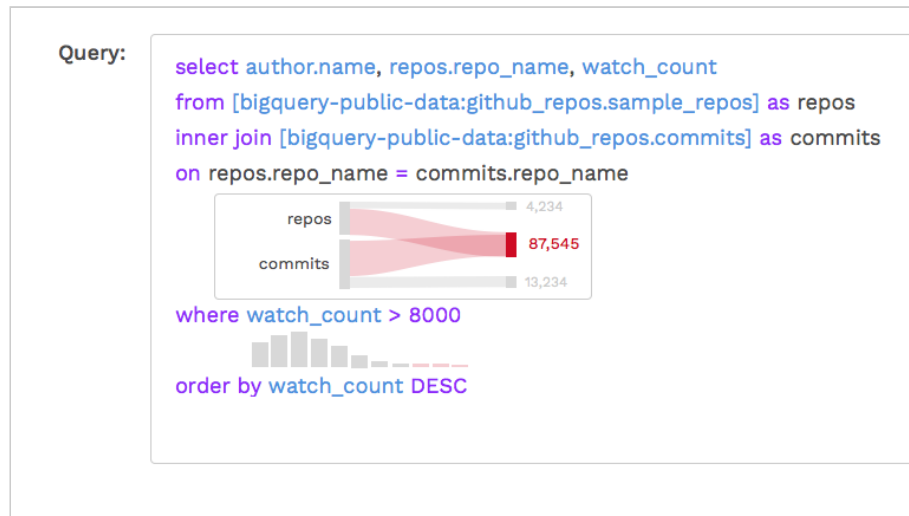 Query:
select author.name, repos.repo_name, watch_count
from [bigquery-public-data:github_repos.sample_repos] as repos
inner join [bigquery-public-data:github_repos.commits] as commits
on repos.repo_name = commits.repo_name
4,234
repos
87,545
commits
13,234
where watch_count > 8000
order by watch_count DESC